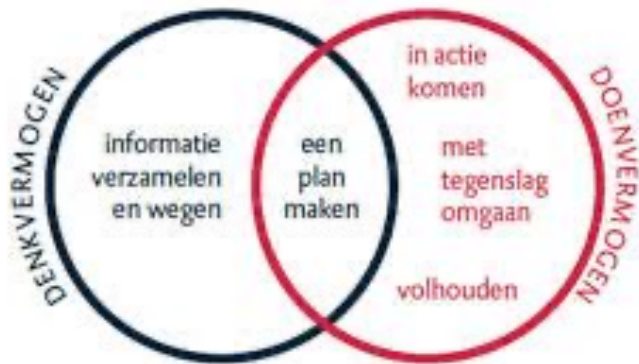 DENKVERMOGEN
informatie
verzamelen
en wegen
een
plan
maken
in actie
komen
met
tegenslag
omgaan
volhouden
DOENVERMOGEN